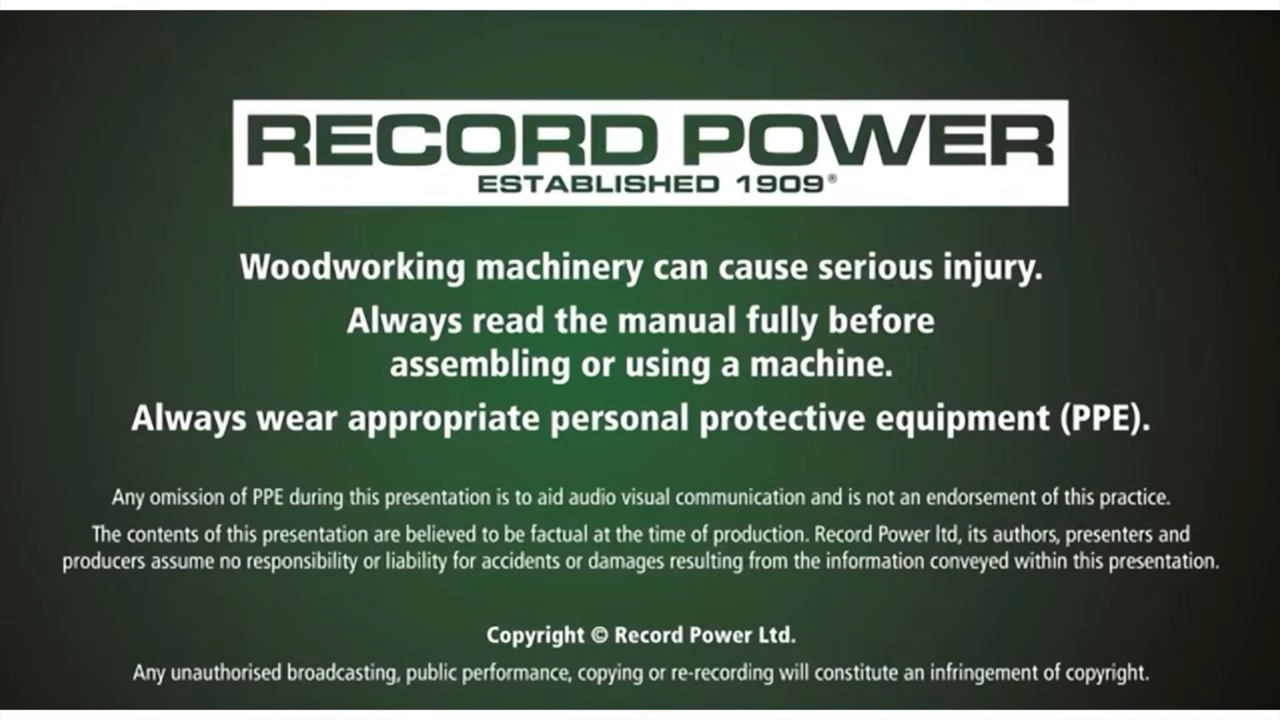 RECORD POWER
ESTABLISHED 1909®
Woodworking machinery can cause serious injury.
Always read the manual fully before
assembling or using a machine.
Always wear appropriate personal protective equipment (PPE).
Any omission of PPE during this presentation is to aid audio visual communication and is not an endorsement of this practice.
The contents of this presentation are believed to be factual at the time of production. Record Power ltd, its authors, presenters and
producers assume no responsibility or liability for accidents or damages resulting from the information conveyed within this presentation.
Copyright © Record Power Ltd.
Any unauthorised broadcasting, public performance, copying or re-recording will constitute an infringement of copyright.